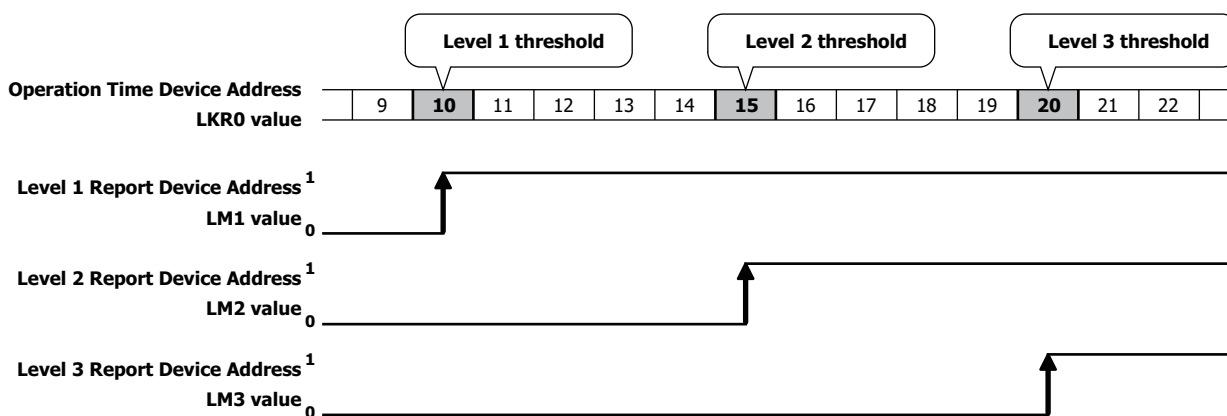 Level 1 threshold Level 2 threshold Level 3 threshold
Operation Time Device Address
LKR0 value
9 10 11 12 13 14 15 16 17 18 19 20 21 22
Level 1 Report Device Address 1
LM1 value 0
Level 2 Report Device Address 1
LM2 value 0
Level 3 Report Device Address 1
LM3 value 0